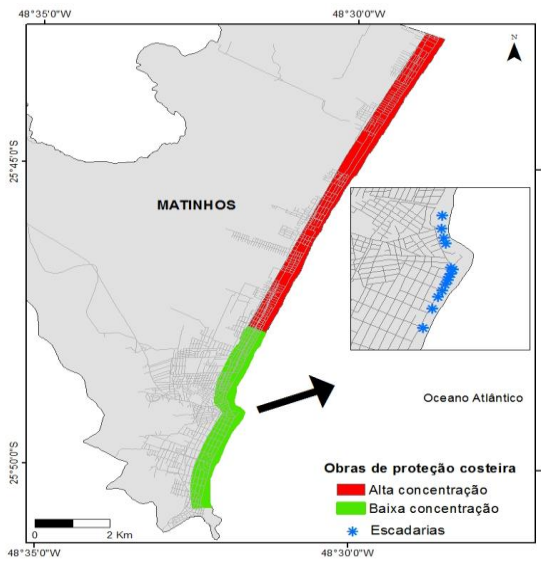 48°35'0"W
48°30'0"W
N
25°45'0"S
MATINHOS
Oceano Atlântico
25°50'0"S
Obras de proteção costeira
Alta concentração
Baixa concentração
Escadarias
0
2 Km
48°35'0"W
48°30'0"W